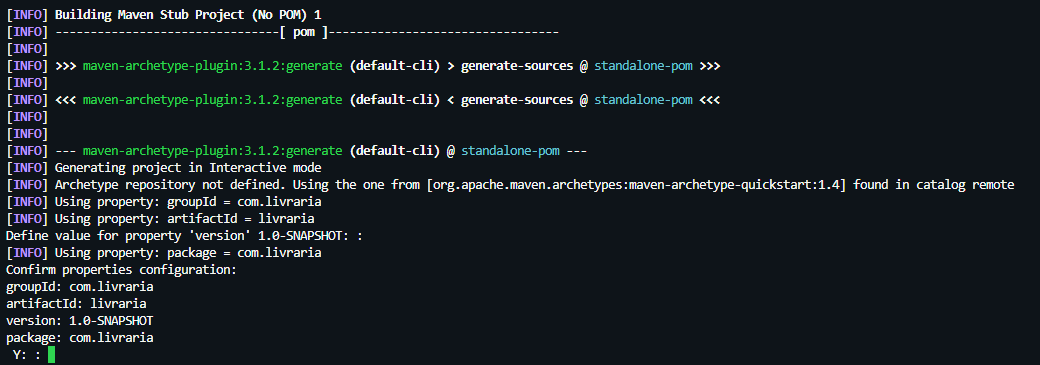 [INFO] Building Maven Stub Project (No POM) 1
[INFO] --------------------------------[ pom ]---------------------------------
[INFO]
[INFO] >>> maven-archetype-plugin:3.1.2:generate (default-cli) > generate-sources @ standalone-pom >>>
[INFO]
[INFO] <<< maven-archetype-plugin:3.1.2:generate (default-cli) < generate-sources @ standalone-pom <<<
[INFO]
[INFO]
[INFO] --- maven-archetype-plugin:3.1.2:generate (default-cli) @ standalone-pom ---
[INFO] Generating project in Interactive mode
[INFO] Archetype repository not defined. Using the one from [org.apache.maven.archetypes:maven-archetype-quickstart:1.4] found in catalog remote
[INFO] Using property: groupId = com.livraria
[INFO] Using property: artifactId = livraria
Define value for property 'version' 1.0-SNAPSHOT: :
[INFO] Using property: package = com.livraria
Confirm properties configuration:
groupId: com.livraria
artifactId: livraria
version: 1.0-SNAPSHOT
package: com.livraria
Y: :